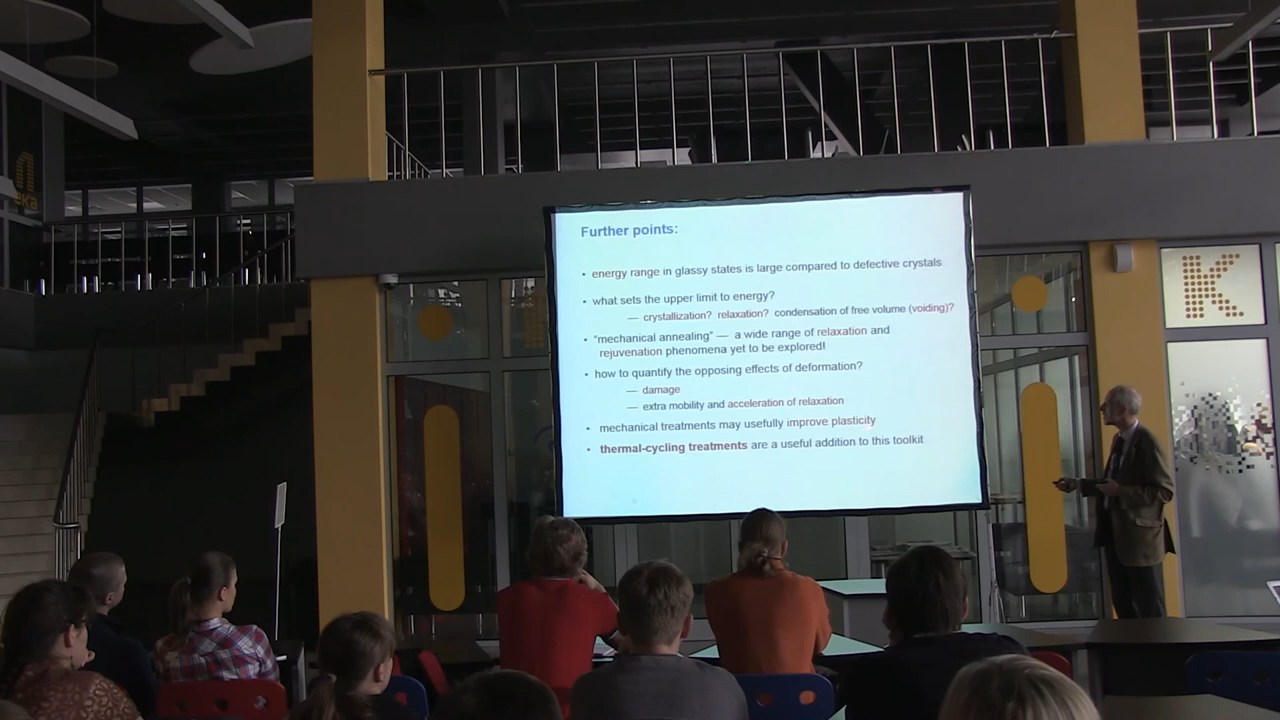 Further points:
• energy range in glassy states is large compared to defective crystals
• what sets the upper limit to energy?
— crystallization? relaxation? condensation of free volume (voiding)?
• "mechanical annealing" — a wide range of relaxation and
rejuvenation phenomena yet to be explored!
• how to quantify the opposing effects of deformation?
— damage
— extra mobility and acceleration of relaxation
• mechanical treatments may usefully improve plasticity
• thermal-cycling treatments are a useful addition to this toolkit
K